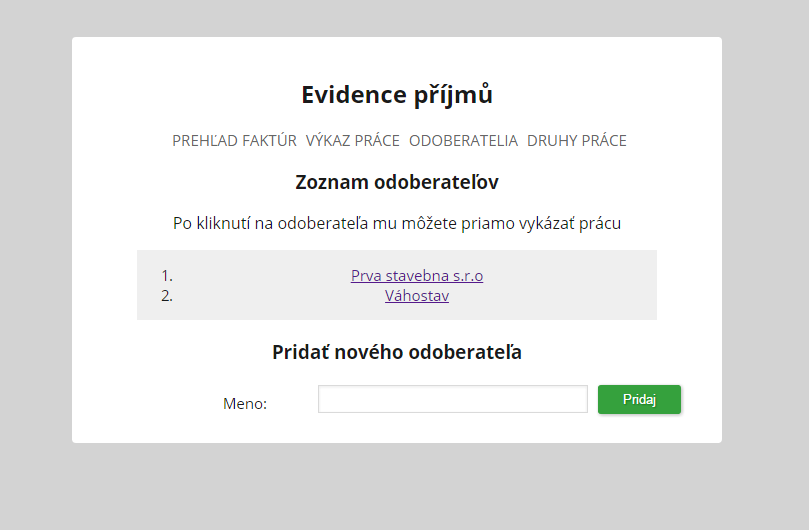 Evidence příjmů
PREHĽAD FAKTÚR VÝKAZ PRÁCE ODOBERATELIA DRUHY PRÁCE
Zoznam odoberateľov
Po kliknutí na odoberateľa mu môžete priamo vykázať prácu
1. Prva stavebna s.r.o
2. Váhostav
Pridať nového odoberateľa
Meno: Pridaj